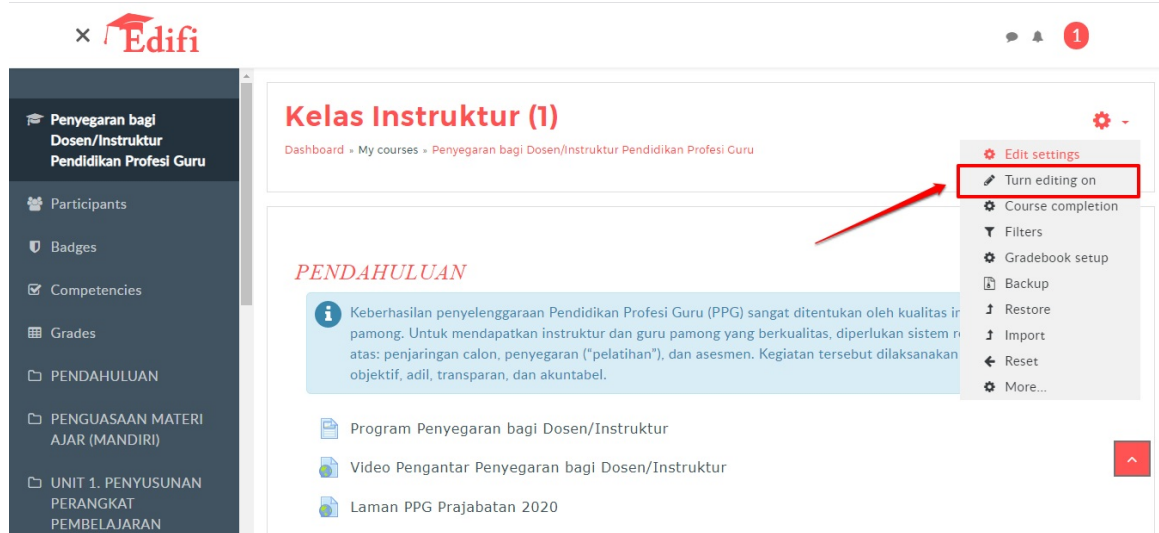 × Edifi
1
Penyegaran bagi
Dosen/Instruktur
Pendidikan Profesi Guru
Participants
Badges
Competencies
Grades
PENDAHULUAN
PENGUASAAN MATERI
AJAR (MANDIRI)
UNIT 1. PENYUSUNAN
PERANGKAT
PEMBELAJARAN
Kelas Instruktur (1)
Dashboard » My courses » Penyegaran bagi Dosen/Instruktur Pendidikan Profesi Guru
Edit settings
Turn editing on
Course completion
Filters
Gradebook setup
Backup
Restore
Import
Reset
More...
PENDAHULUAN
Keberhasilan penyelenggaraan Pendidikan Profesi Guru (PPG) sangat ditentukan oleh kualitas
pamong. Untuk mendapatkan instruktur dan guru pamong yang berkualitas, diperlukan sistem
atas: penjaringan calon, penyegaran (“pelatihan”), dan asesmen. Kegiatan tersebut dilaksanakan
objektif, adil, transparan, dan akuntabel.
Program Penyegaran bagi Dosen/Instruktur
Video Pengantar Penyegaran bagi Dosen/Instruktur
Laman PPG Prajabatan 2020